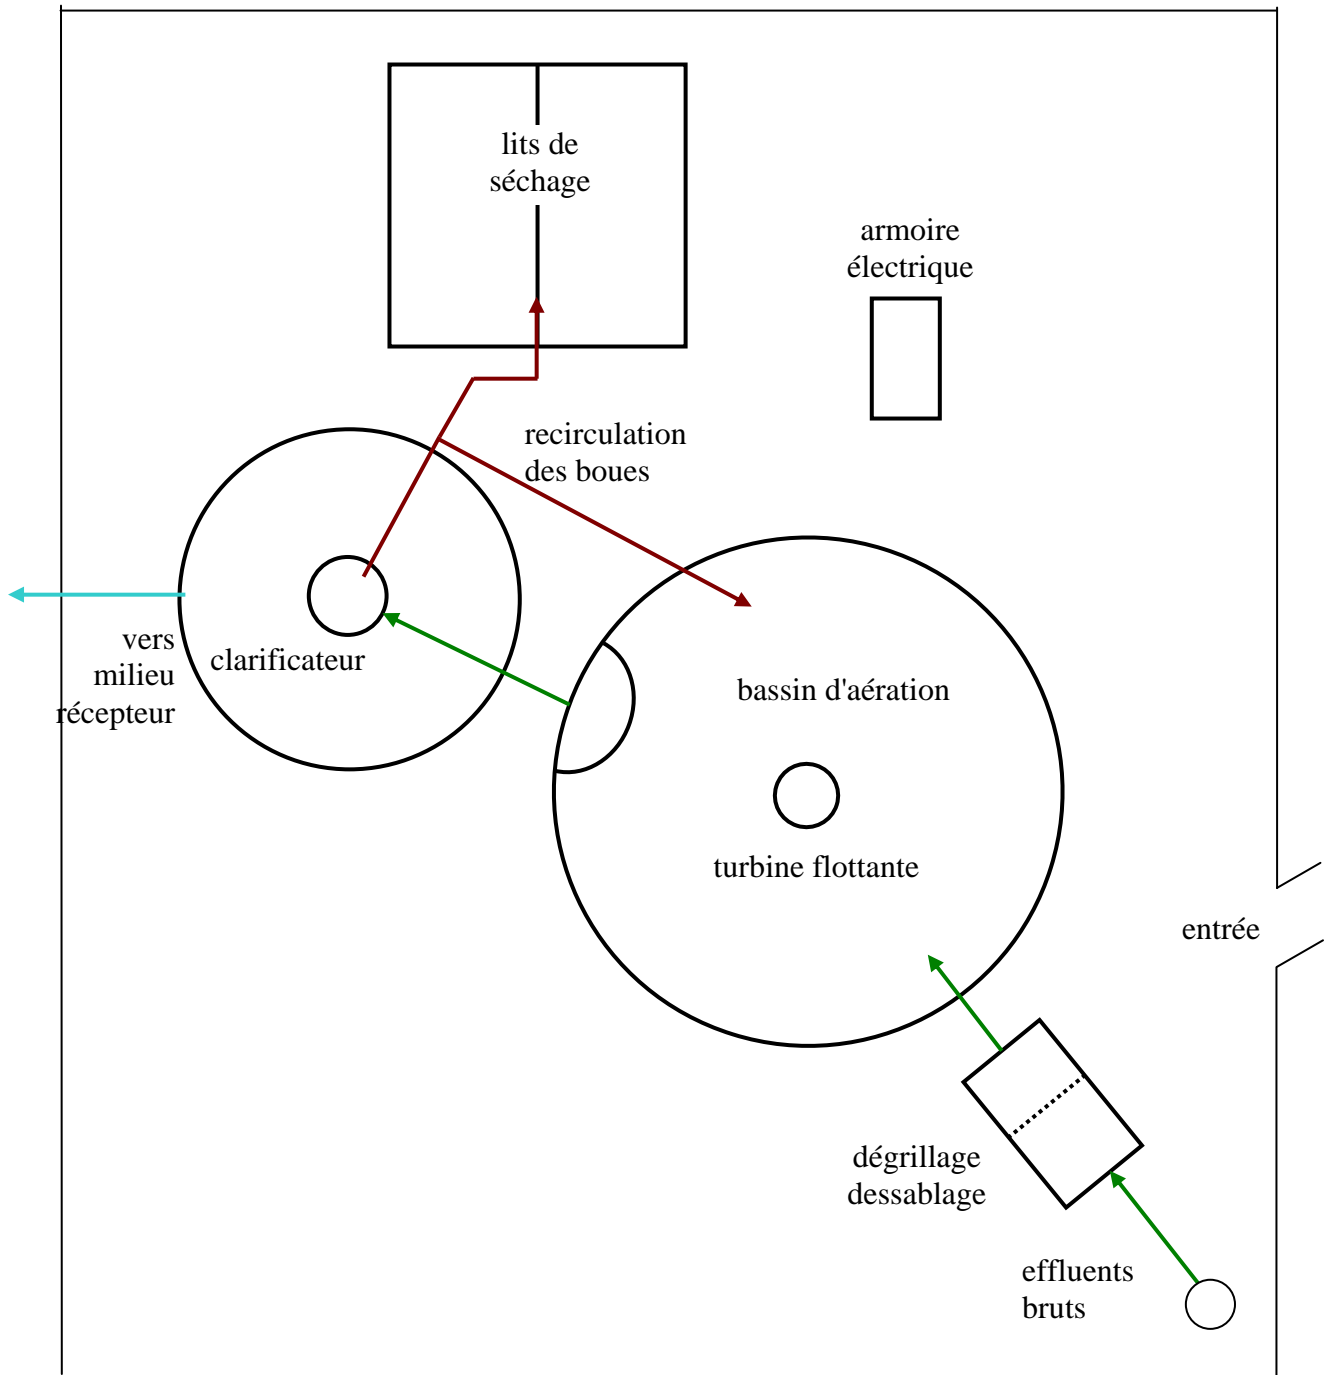 lits de
séchage
armoire
électrique
recirculation
des boues
vers
milieu
récepteur
clarificateur
bassin d'aération
turbine flottante
entrée
dégrillage
dessablage
effluents
bruts